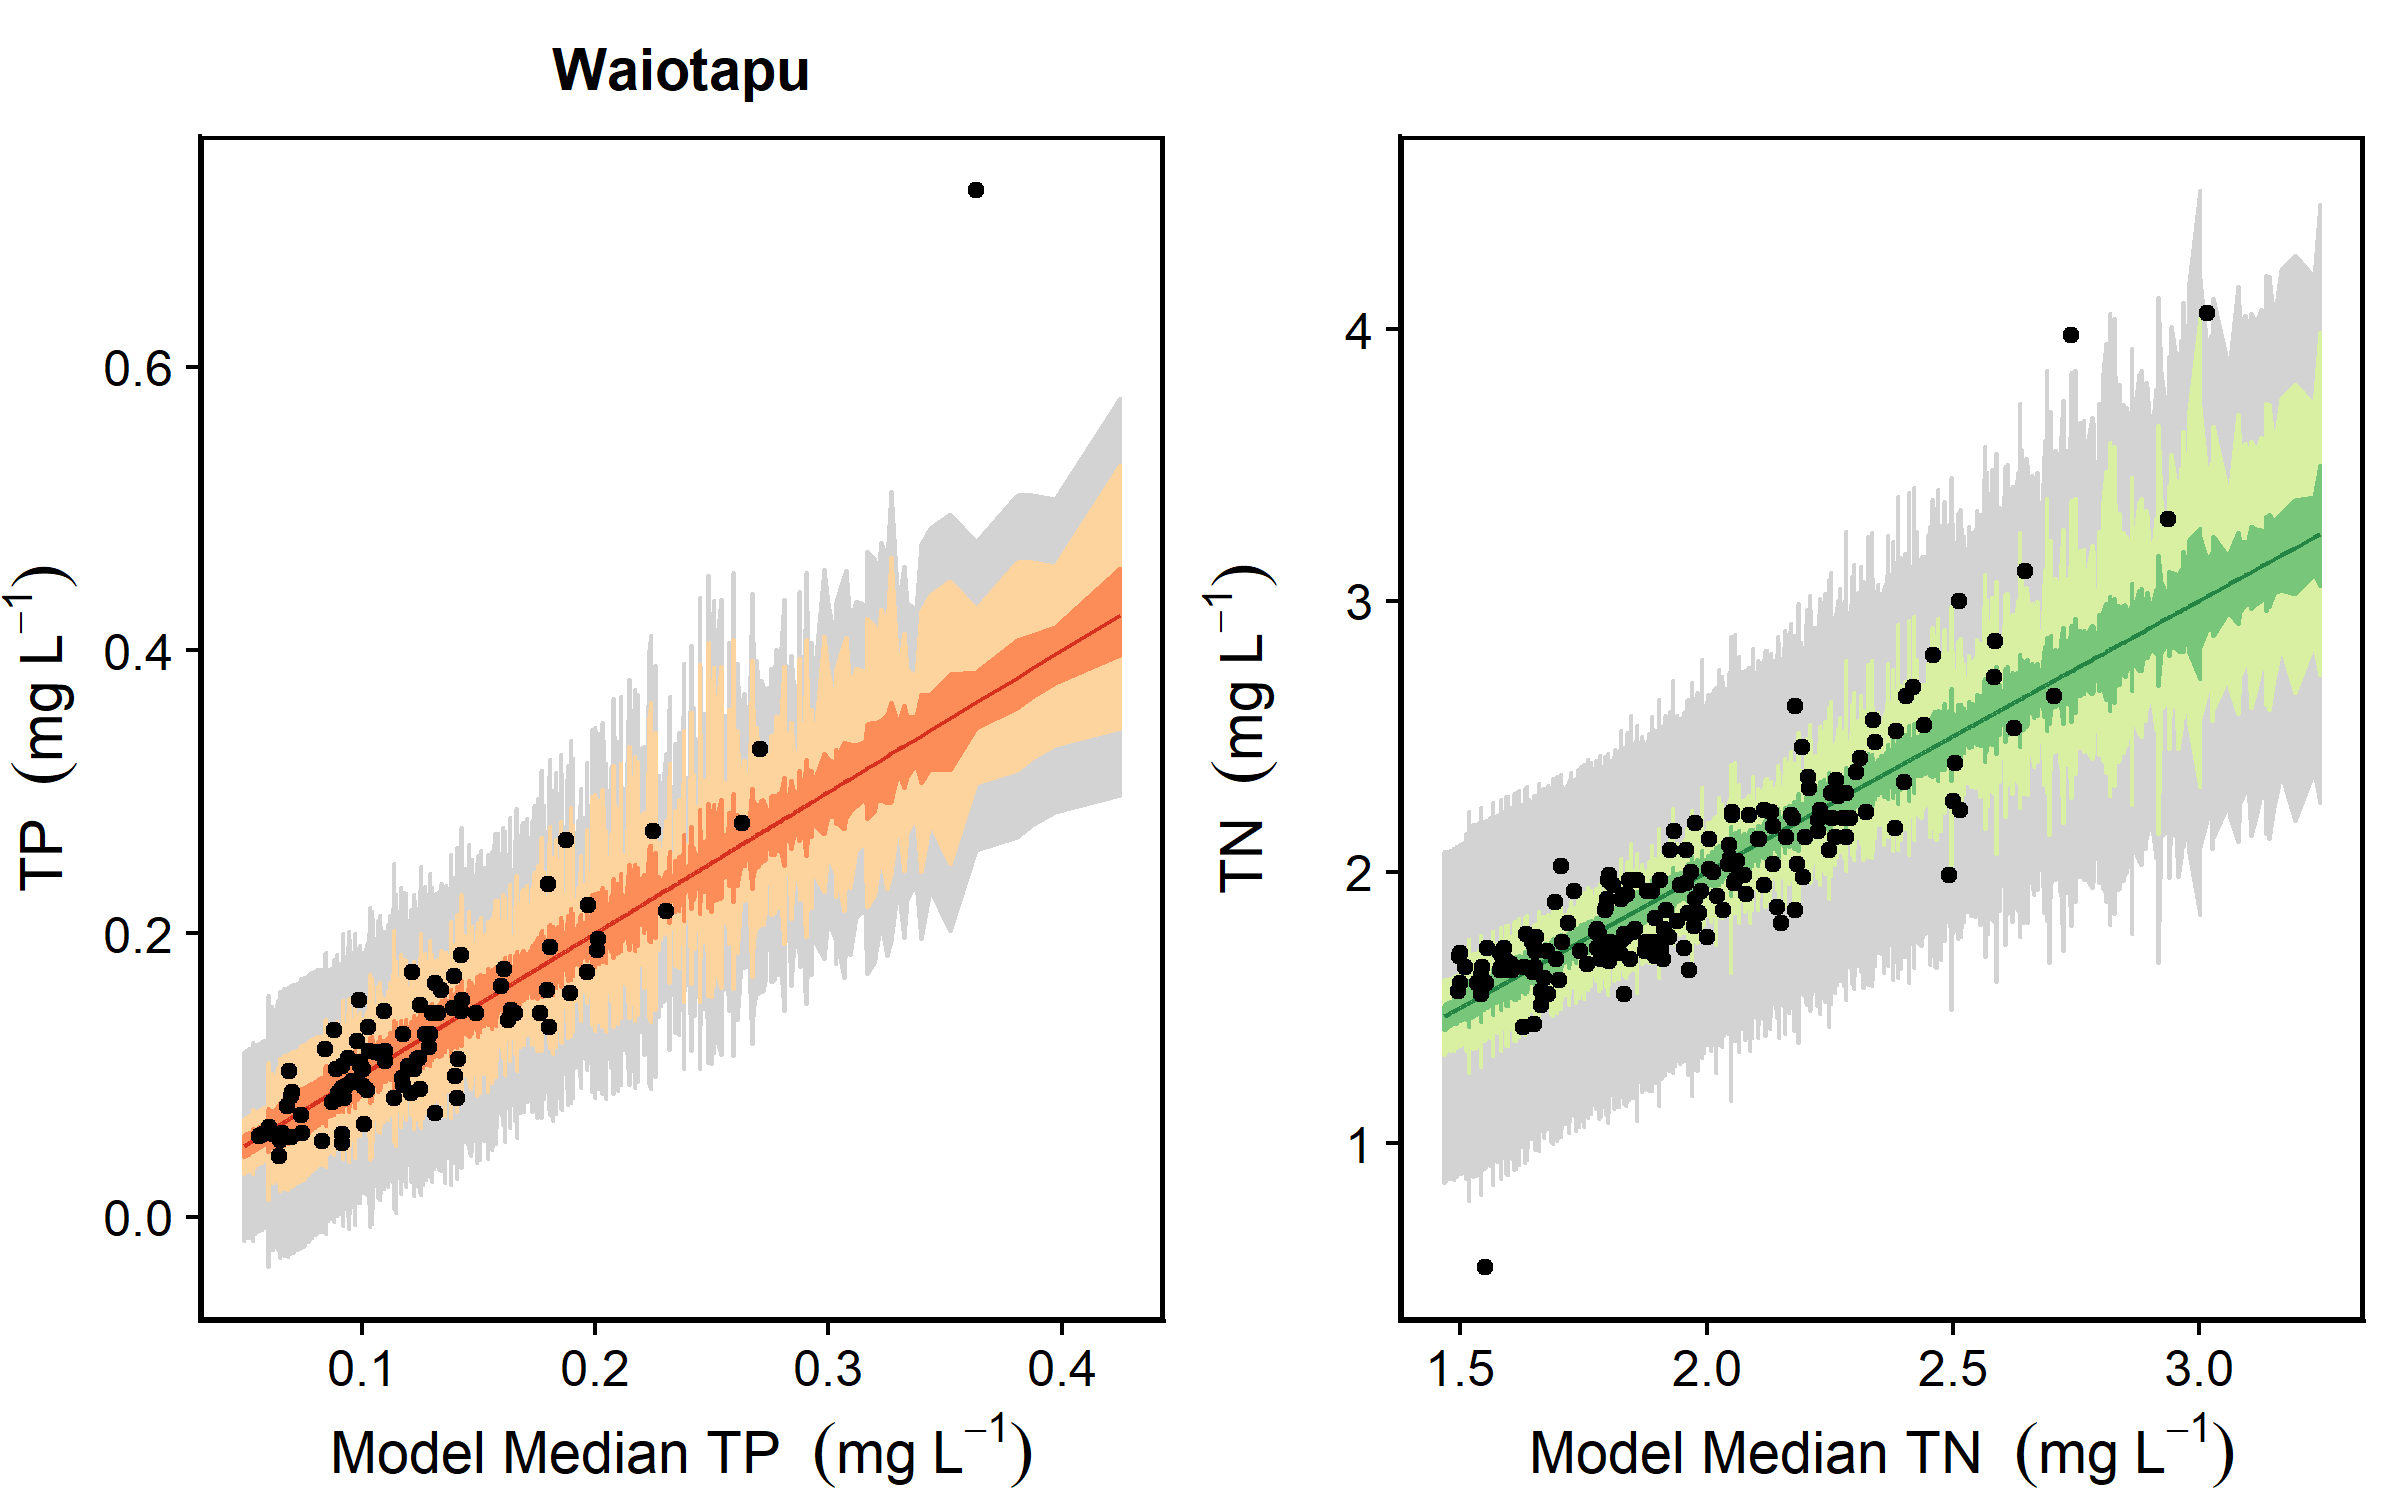 Waiotapu
TP (mg L⁻¹)
0.6
0.4
0.2
0.0
0.1 0.2 0.3 0.4
Model Median TP (mg L⁻¹)
TN (mg L⁻¹)
4
3
2
1
1.5 2.0 2.5 3.0
Model Median TN (mg L⁻¹)